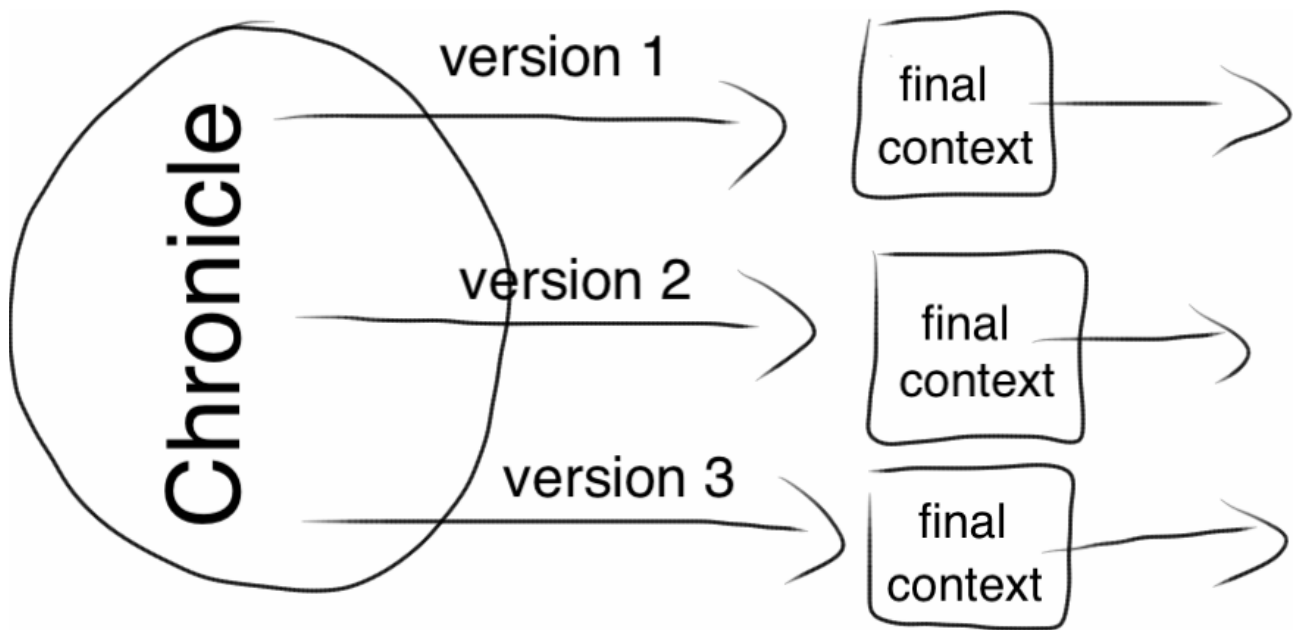 Chronicle
version 1
final
context
version 2
final
context
version 3
final
context